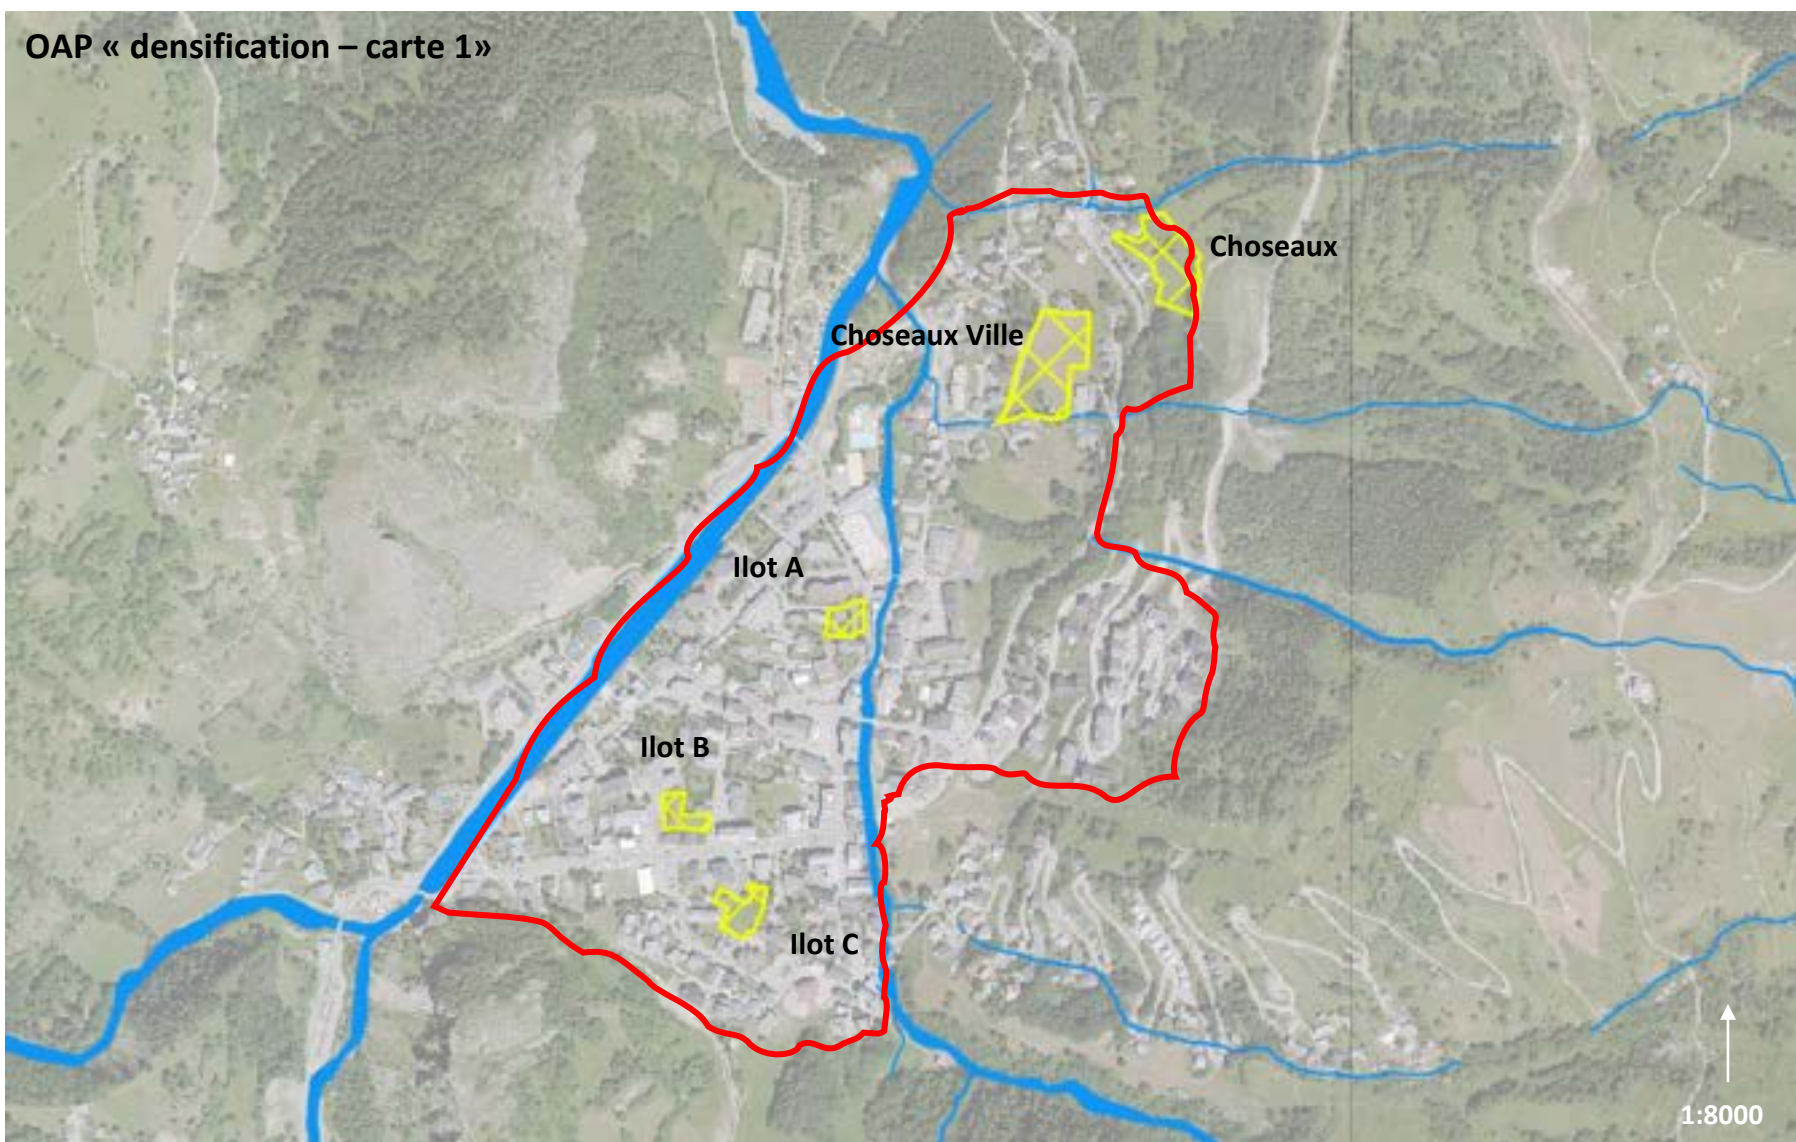 OAP « densification – carte 1»
Choseaux
Choseaux Ville
Ilot A
Ilot B
Ilot C
1:8000